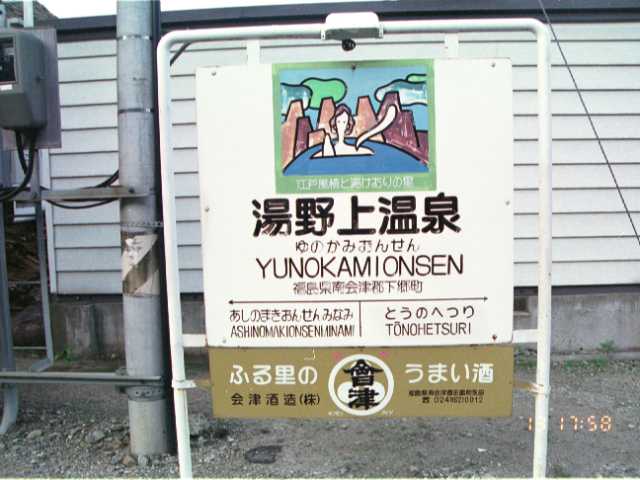 江戸風情と湯けむりの里
湯野上温泉
ゆのかみおんせん
YUNOKAMIONSEN
福島県南会津郡下郷町
あしのまきおんせんみなみ とうのへつり
ASHINOMAKIONSENMINAMI TŌNOHETSURI
ふる里の 會津 うまい酒
会津酒造(株)
17:58